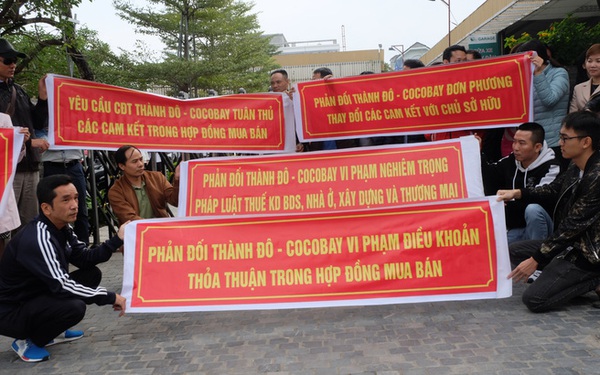 YÊU CẦU CĐT THÀNH ĐÔ - COCOBAY TUÂN THỦ
CÁC CAM KẾT TRONG HỢP ĐỒNG MUA BÁN
PHẢN ĐỐI THÀNH ĐÔ - COCOBAY ĐƠN PHƯƠNG
THAY ĐỔI CÁC CAM KẾT VỚI CHỦ SỞ HỮU
PHẢN ĐỐI THÀNH ĐÔ - COCOBAY VI PHẠM NGHIÊM TRỌNG
PHÁP LUẬT THUẾ KD BDS, NHÀ Ở, XÂY DỰNG VÀ THƯƠNG MẠI
PHẢN ĐỐI THÀNH ĐÔ - COCOBAY VI PHẠM ĐIỀU KHOẢN
THỎA THUẬN TRONG HỢP ĐỒNG MUA BÁN